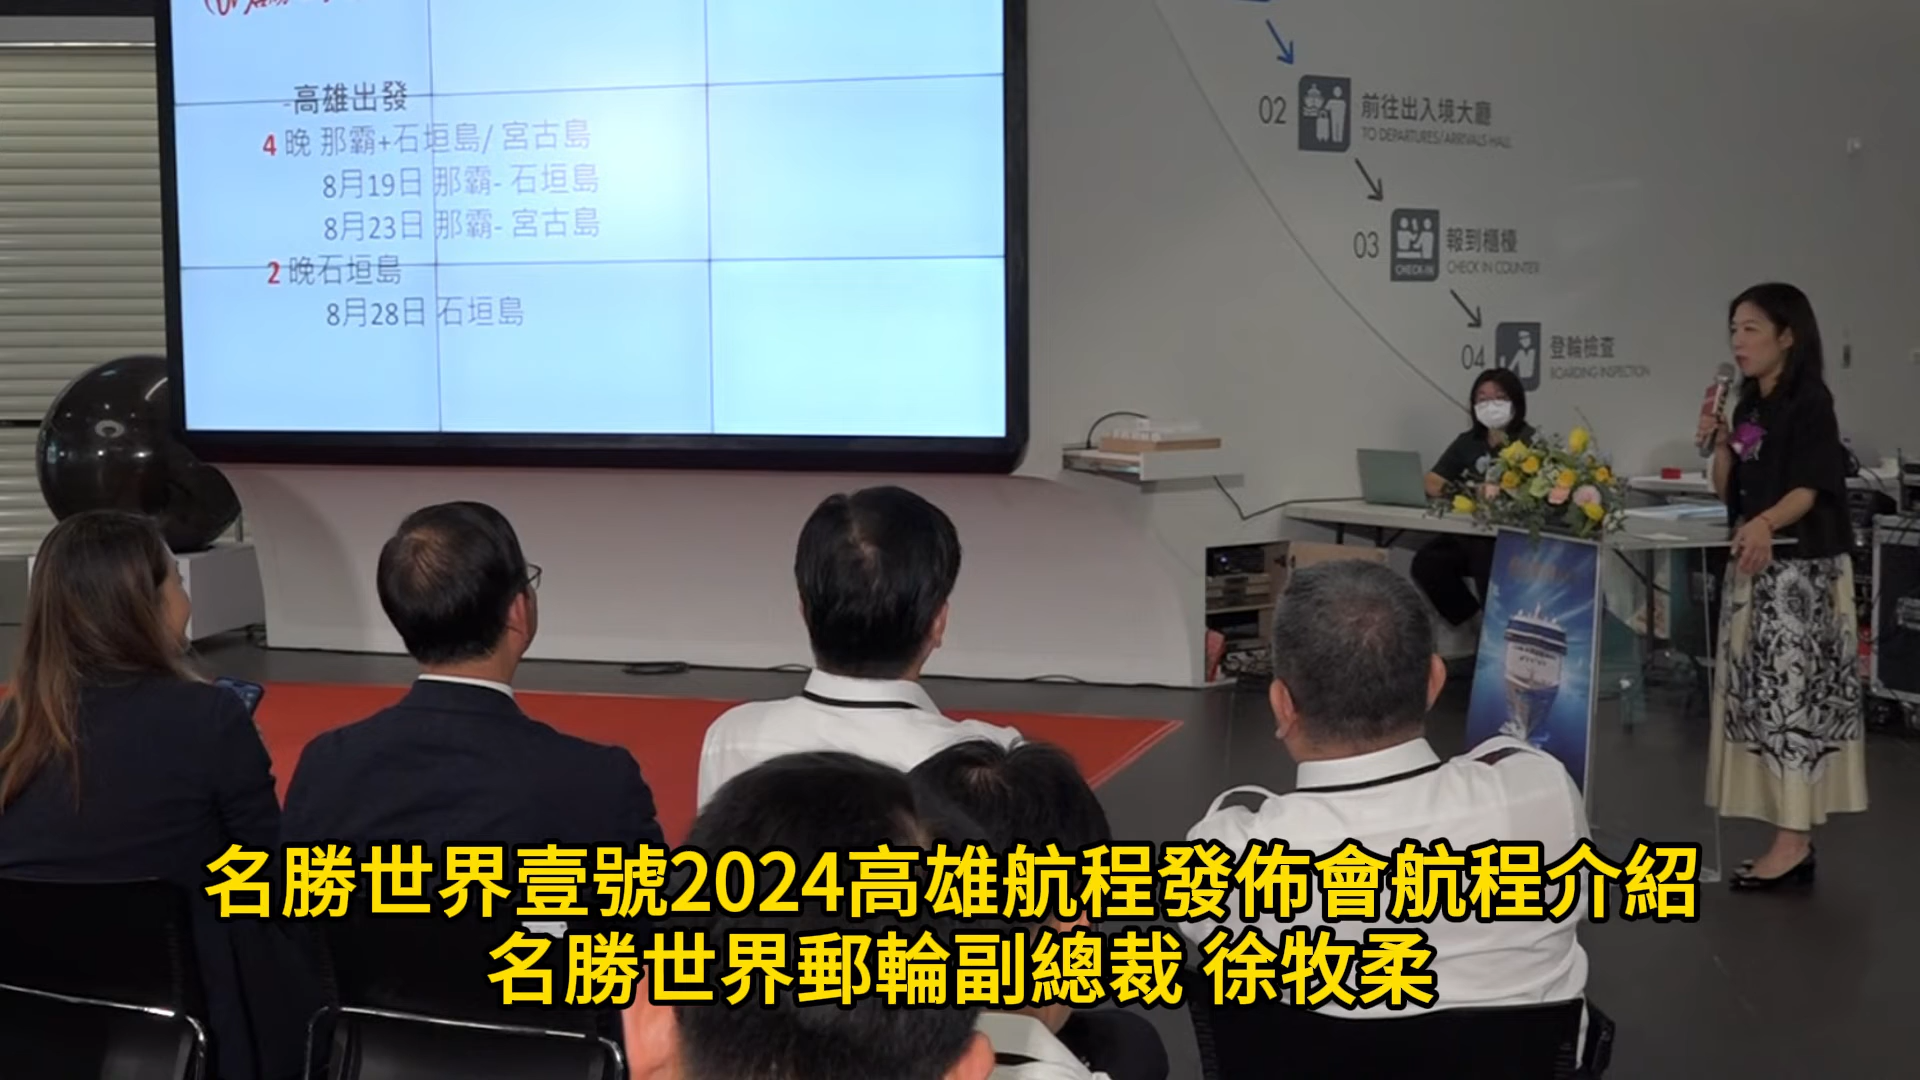 -高雄出發
4 晚 那霸+石垣島/ 宮古島
8月19日 那霸- 石垣島
8月23日 那霸- 宮古島
2 晚石垣島
8月28日 石垣島
02 前往出入境大廳
TO DEPARTURES/ARRIVALS HALL
03 報到櫃檯
CHECK IN COUNTER
CHECK-IN
04 登輪檢查
BOARDING INSPECTION
名勝世界壹號2024高雄航程發佈會航程介紹
名勝世界郵輪副總裁 徐牧柔